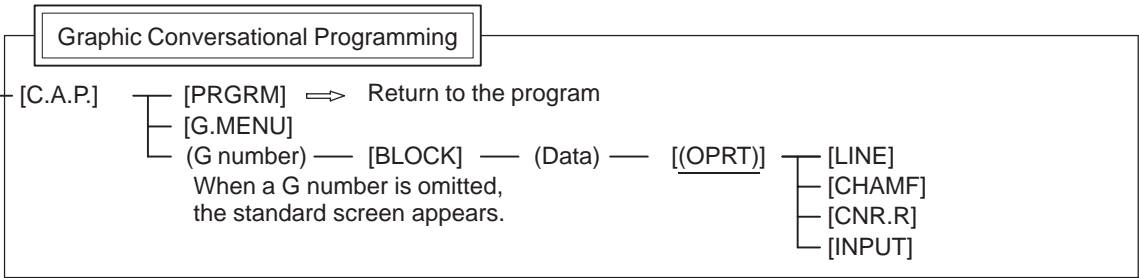 Graphic Conversational Programming
[C.A.P.] [PRGRM] Return to the program
[G.MENU]
(G number) [BLOCK] (Data) [(OPRT)] [LINE]
When a G number is omitted, [CHAMF]
the standard screen appears. [CNR.R]
[INPUT]